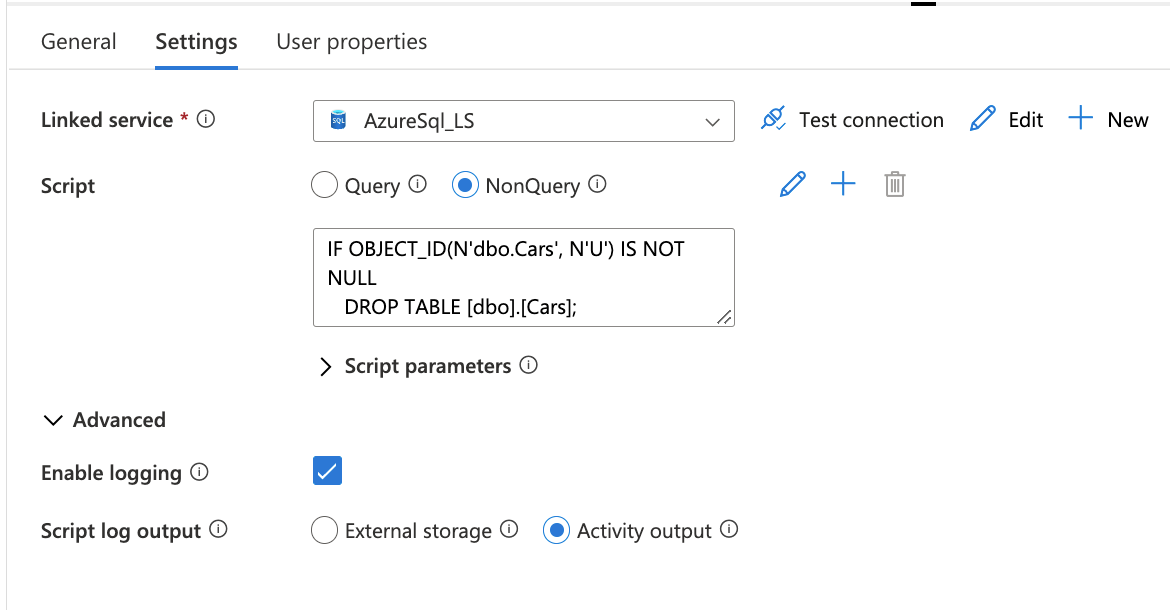 General Settings User properties
Linked service * AzureSql_LS Test connection Edit New
Script Query NonQuery
IF OBJECT_ID(N'dbo.Cars', N'U') IS NOT
NULL
DROP TABLE [dbo].[Cars];
Script parameters
Advanced
Enable logging
Script log output External storage Activity output